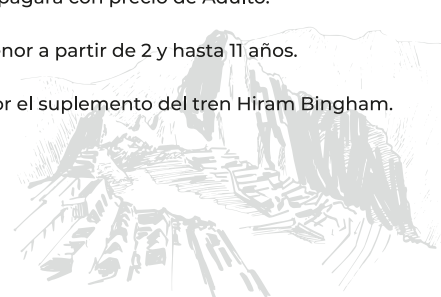 pagará con precio de Adulto.
nor a partir de 2 y hasta 11 años.
or el suplemento del tren Hiram Bingham.